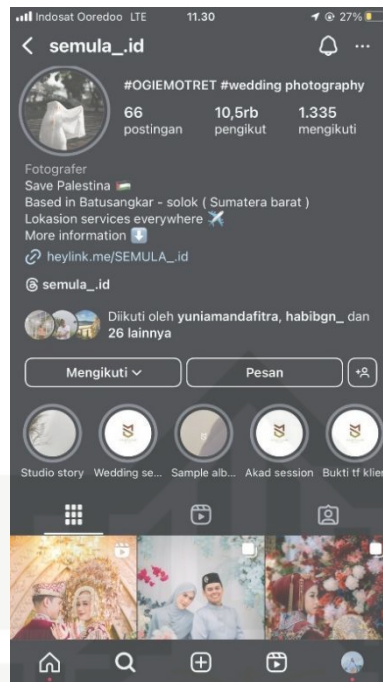 Indosat Ooredoo LTE 11.30 27%
semula_.id
#OGIEMOTRET #wedding photography
66 10,5rb 1.335
postingan pengikut mengikuti
Fotografer
Save Palestina 🇵🇸
Based in Batusangkar - solok ( Sumatera barat )
Lokasion services everywhere ✈️
More information ⬇️
heylink.me/SEMULA_.id
semula_.id
Diikuti oleh yuniamandafitra, habibgn_ dan
26 lainnya
Mengikuti Pesan
Studio story Wedding se... Sample alb... Akad session Bukti tf klien